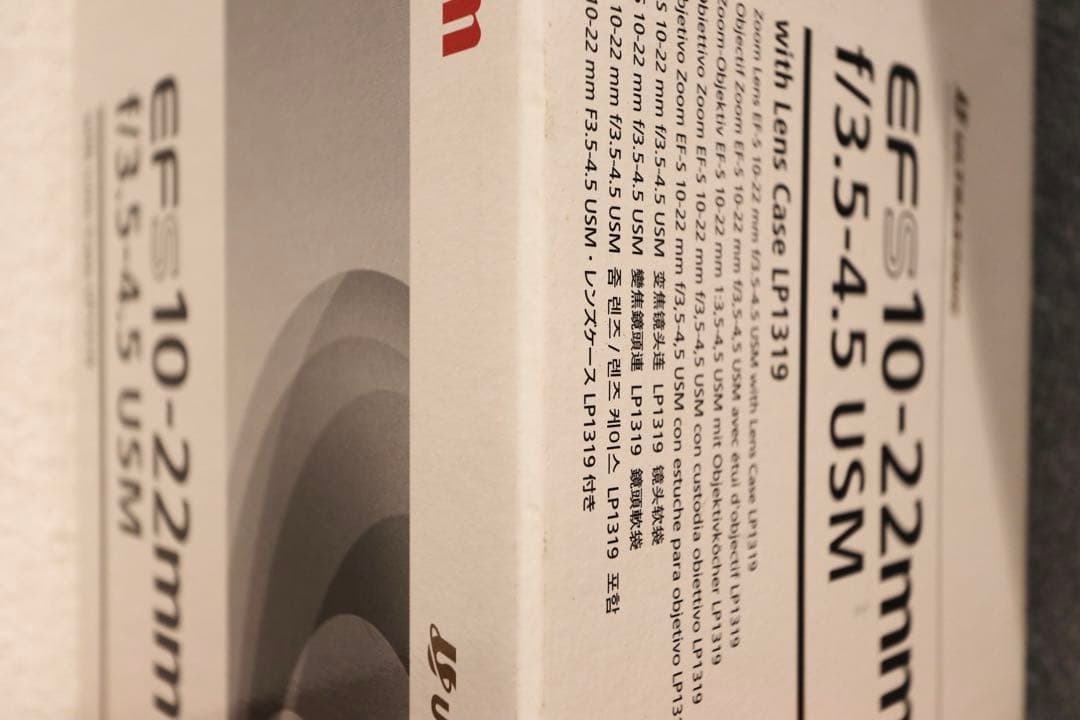 ULTRASONIC
EFS10-22mm
f/3.5-4.5 USM
with Lens Case LP1319
Zoom Lens EF-S 10-22 mm f/3.5-4.5 USM with Lens Case LP1319
Objectif Zoom EF-S 10-22 mm f/3,5-4,5 USM avec étui d'objectif LP1319
Zoom-Objektiv EF-S 10-22 mm 1:3,5-4,5 USM mit Objektivköcher LP1319
Obiettivo Zoom EF-S 10-22 mm f/3,5-4,5 USM con custodia obiettivo LP1319
bjetivo Zoom EF-S 10-22 mm f/3,5-4,5 USM con estuche para objetivo LP131
S 10-22 mm f/3.5-4.5 USM 变焦镜头连 LP1319 镜头软袋
S 10-22 mm f/3.5-4.5 USM 變焦鏡頭連 LP1319 鏡頭軟袋
10-22 mm f/3.5-4.5 USM 줌 렌즈 / 렌즈 케이스 LP1319 포함
10-22 mm F3.5-4.5 USM・レンズケース LP1319 付き
n
EFS10-22mm
f/3.5-4.5 USM